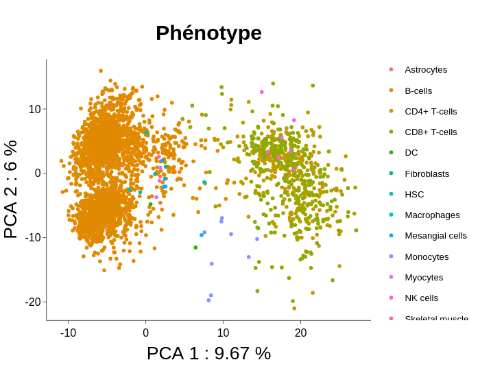 Phénotype
PCA 2 : 6 %
10
0
-10
-20
-10
0
10
20
PCA 1 : 9.67 %
Astrocytes
B-cells
CD4+ T-cells
CD8+ T-cells
DC
Fibroblasts
HSC
Macrophages
Mesangial cells
Monocytes
Myocytes
NK cells
Skeletal muscle